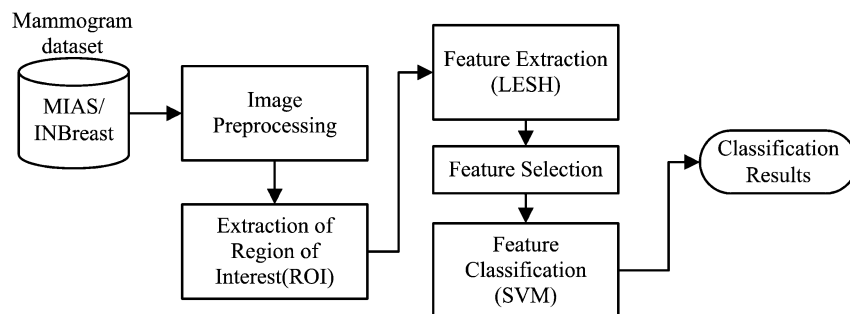 Mammogram
dataset
MIAS/
INBreast
Image
Preprocessing
Extraction of
Region of
Interest(ROI)
Feature Extraction
(LESH)
Feature Selection
Feature
Classification
(SVM)
Classification
Results